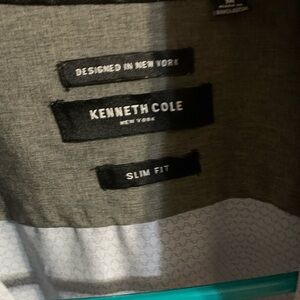 DESIGNED IN NEW YORK
KENNETH COLE
NEW YORK
SLIM FIT